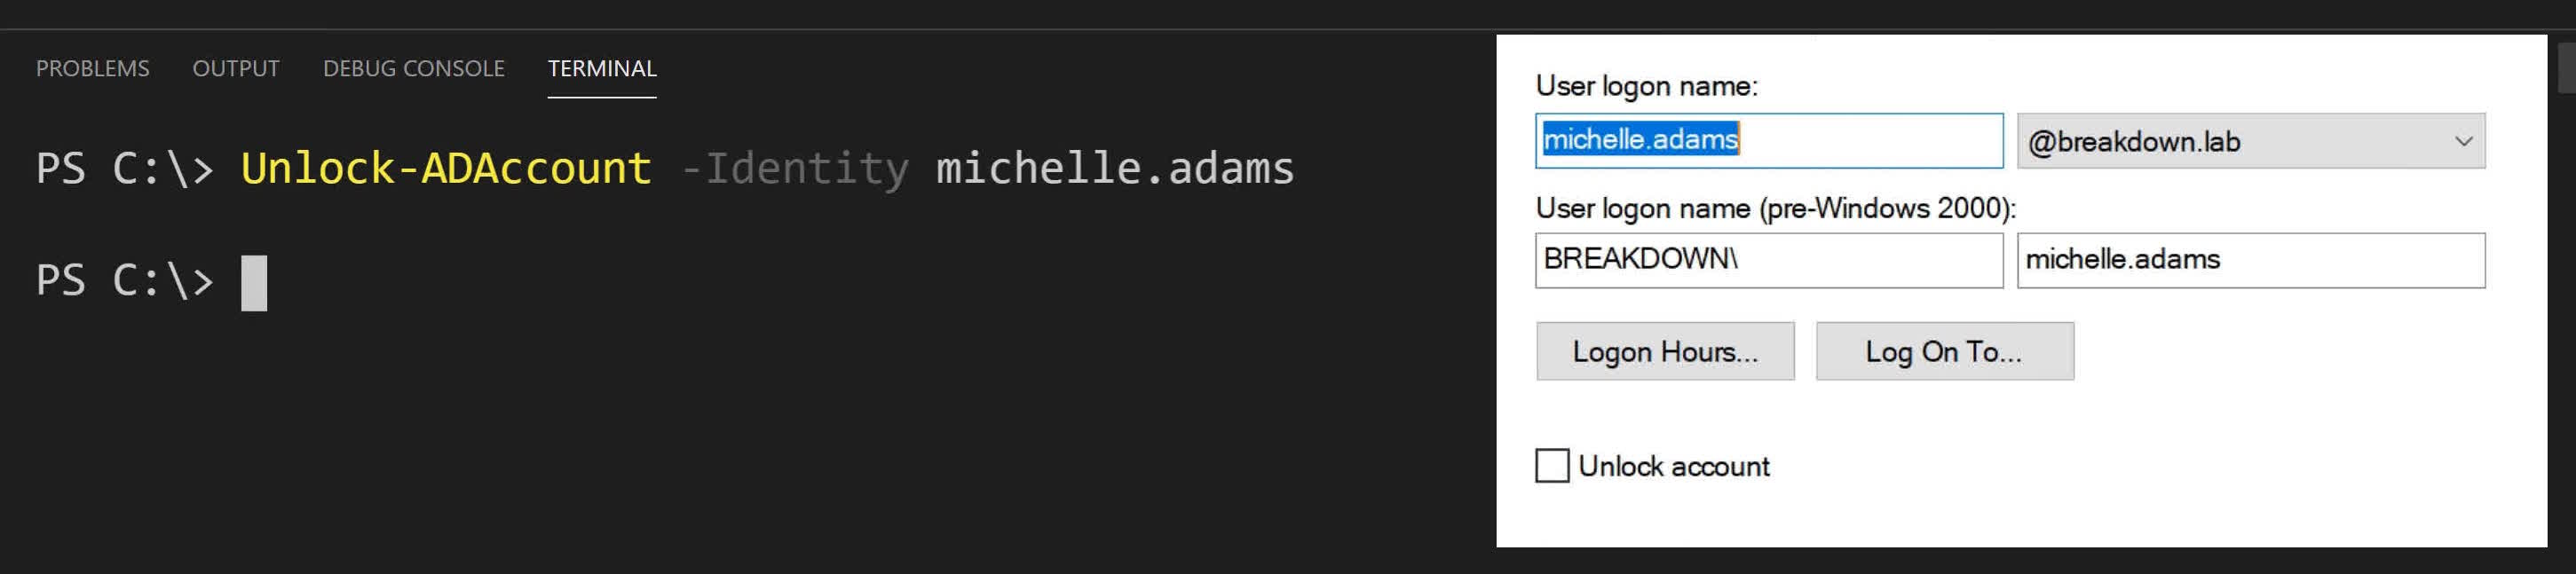 PROBLEMS OUTPUT DEBUG CONSOLE TERMINAL
PS C:\> Unlock-ADAccount -Identity michelle.adams
PS C:\>
User logon name:
michelle.adams @breakdown.lab
User logon name (pre-Windows 2000):
BREAKDOWN\ michelle.adams
Logon Hours... Log On To...
Unlock account